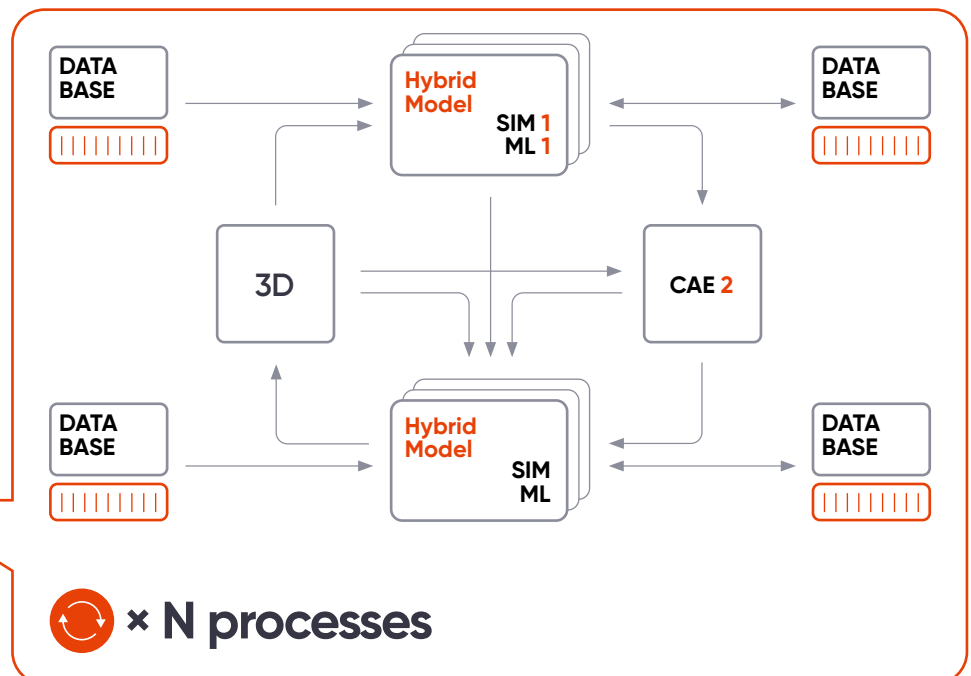 DATA
BASE
Hybrid
Model
SIM 1
ML 1
DATA
BASE
3D
CAE 2
DATA
BASE
Hybrid
Model
SIM
ML
DATA
BASE
× N processes